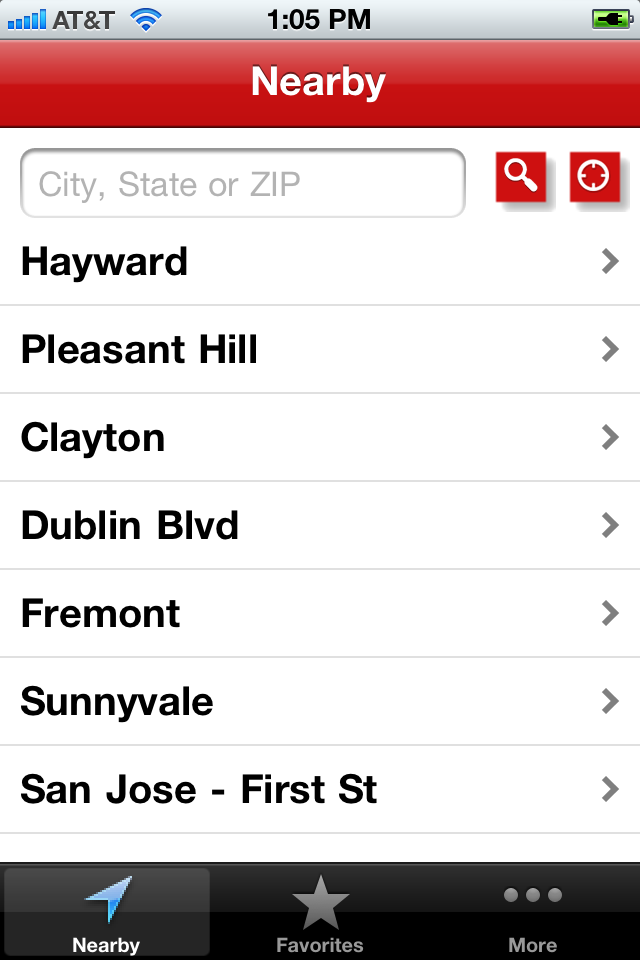 AT&T 1:05 PM
Nearby
City, State or ZIP
Hayward
Pleasant Hill
Clayton
Dublin Blvd
Fremont
Sunnyvale
San Jose - First St
Nearby Favorites More